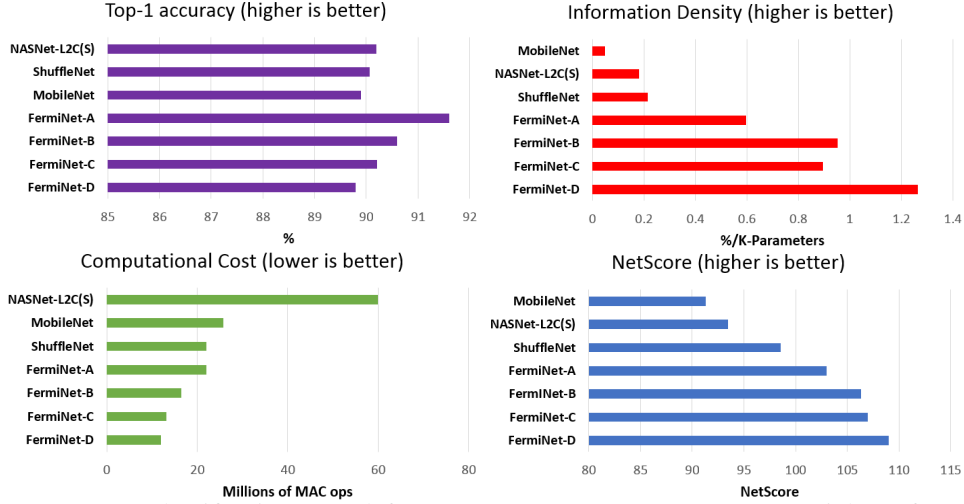 Top-1 accuracy (higher is better)
NASNet-L2C(S)
ShuffleNet
MobileNet
FermiNet-A
FermiNet-B
FermiNet-C
FermiNet-D
85 86 87 88 89 90 91 92
%
Information Density (higher is better)
MobileNet
NASNet-L2C(S)
ShuffleNet
FermiNet-A
FermiNet-B
FermiNet-C
FermiNet-D
0 0.2 0.4 0.6 0.8 1 1.2 1.4
%/K-Parameters
Computational Cost (lower is better)
NASNet-L2C(S)
MobileNet
ShuffleNet
FermiNet-A
FermiNet-B
FermiNet-C
FermiNet-D
0 20 40 60 80
Millions of MAC ops
NetScore (higher is better)
MobileNet
NASNet-L2C(S)
ShuffleNet
FermiNet-A
FermINet-B
FermiNet-C
FermiNet-D
80 85 90 95 100 105 110 115
NetScore